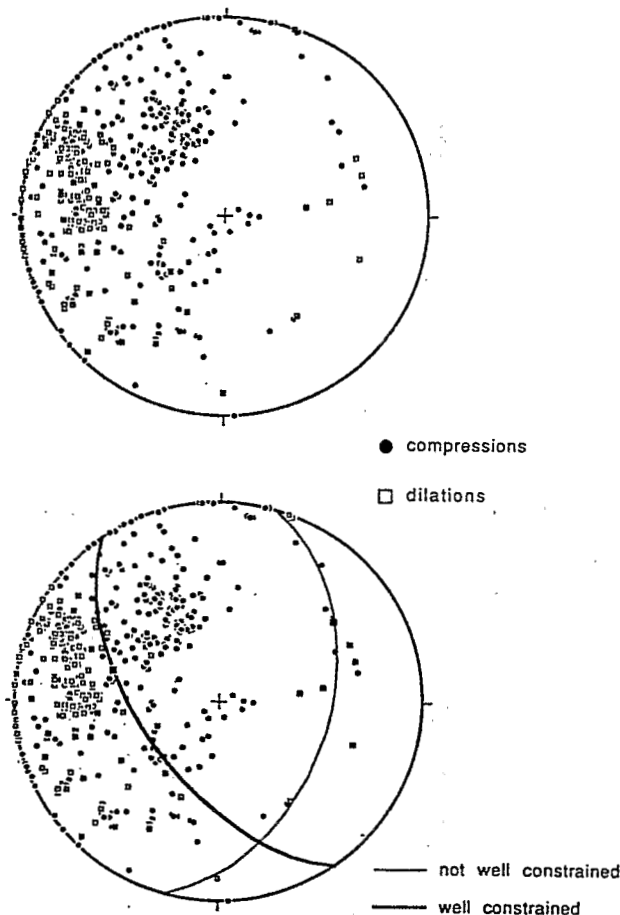 compressions
dilations
not well constrained
well constrained